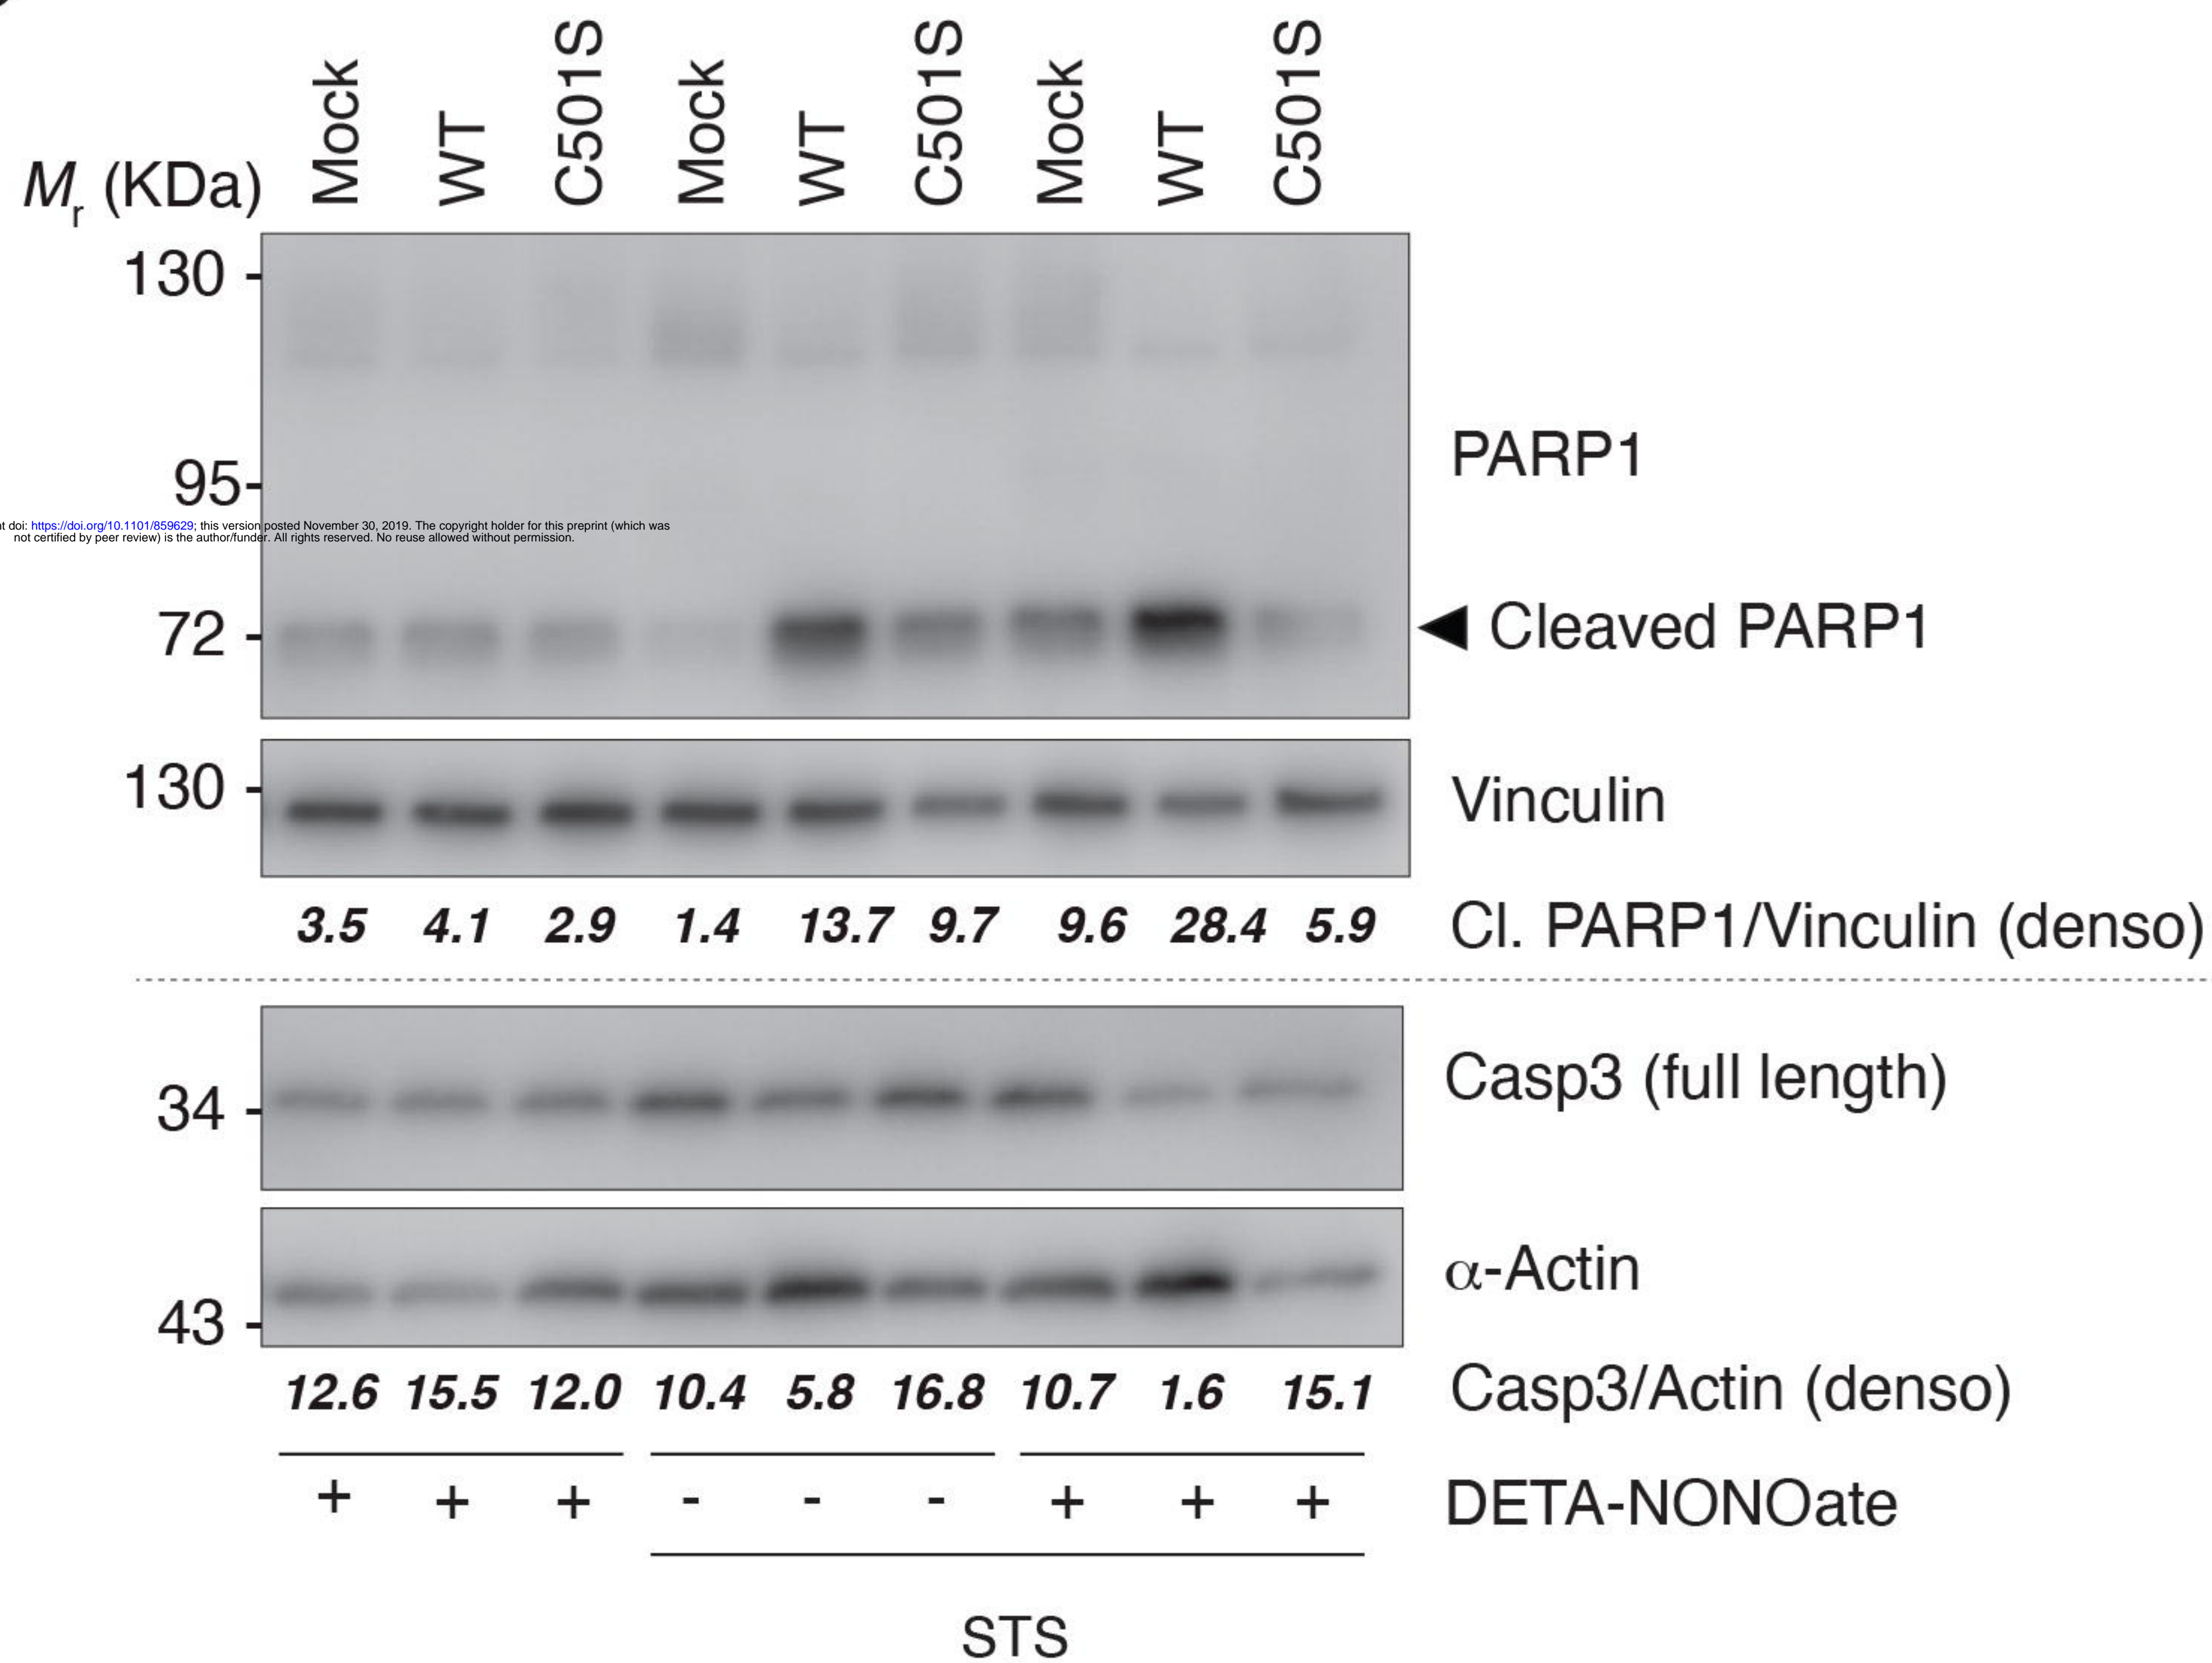 Mock WT C501S Mock WT C501S Mock WT C501S
Mr (KDa)
130 -
PARP1
95-
t doi: https://doi.org/10.1101/859629; this version posted November 30, 2019. The copyright holder for this preprint (which was
not certified by peer review) is the author/funder. All rights reserved. No reuse allowed without permission.
72 - ◄ Cleaved PARP1
130 - Vinculin
3.5 4.1 2.9 1.4 13.7 9.7 9.6 28.4 5.9 Cl. PARP1/Vinculin (denso)
Casp3 (full length)
34 -
α-Actin
43 -
12.6 15.5 12.0 10.4 5.8 16.8 10.7 1.6 15.1 Casp3/Actin (denso)
+ + + - - - + + + DETA-NONOate
STS